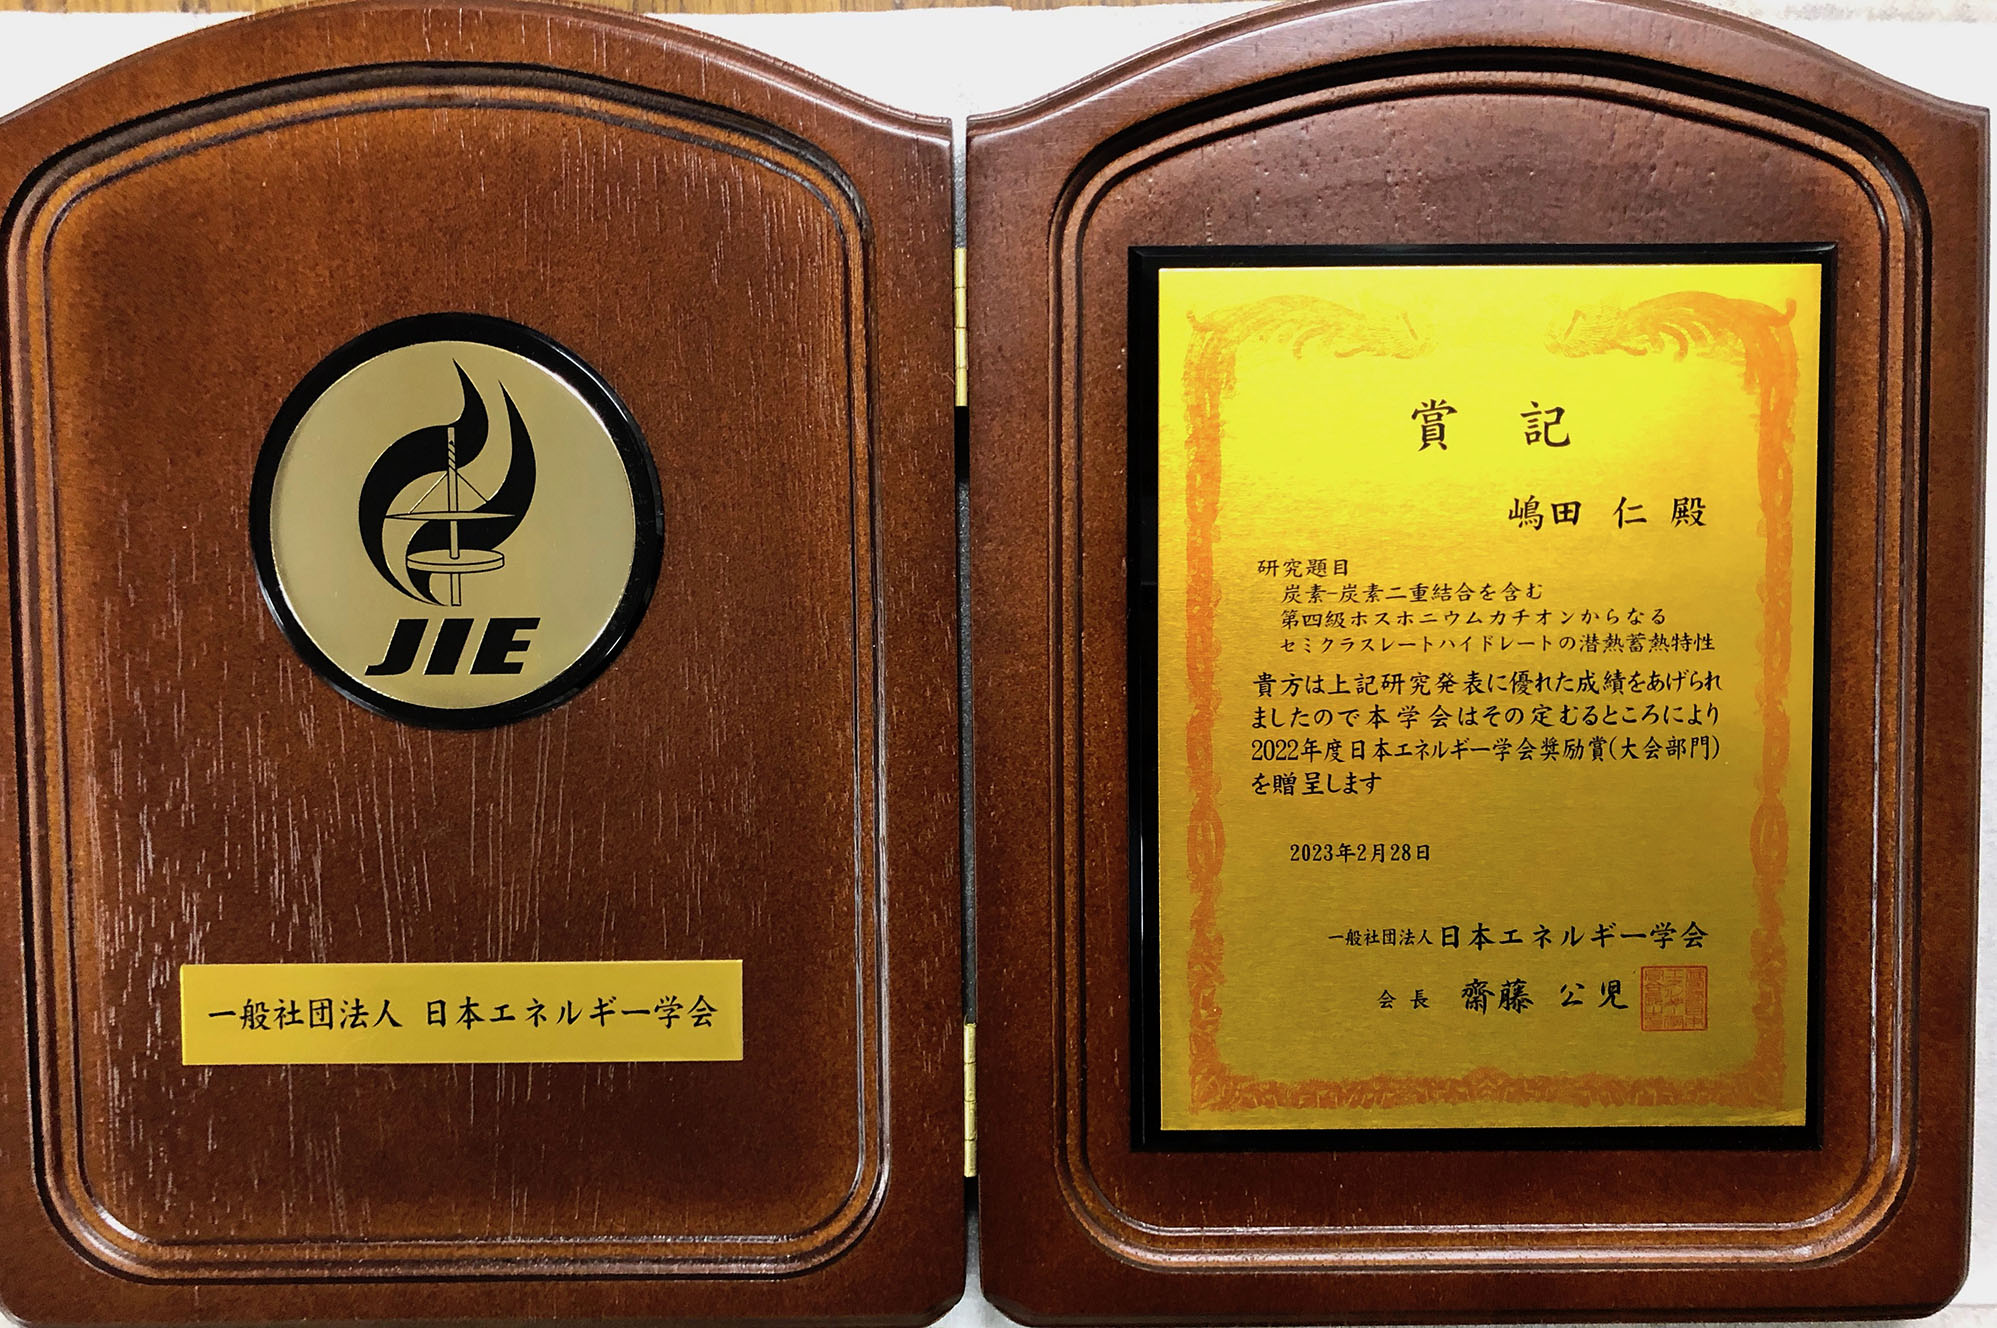 JIE
一般社団法人 日本エネルギー学会
賞 記
嶋田 仁 殿
研究題目
炭素-炭素二重結合を含む
第四級ホスホニウムカチオンからなる
セミクラスレートハイドレートの潜熱蓄熱特性
貴方は上記研究発表に優れた成績をあげられ
ましたので本学会はその定むるところにより
2022年度日本エネルギー学会奨励賞(大会部門)
を贈呈します
2023年2月28日
一般社団法人日本エネルギー学会
会長 齋藤 公児